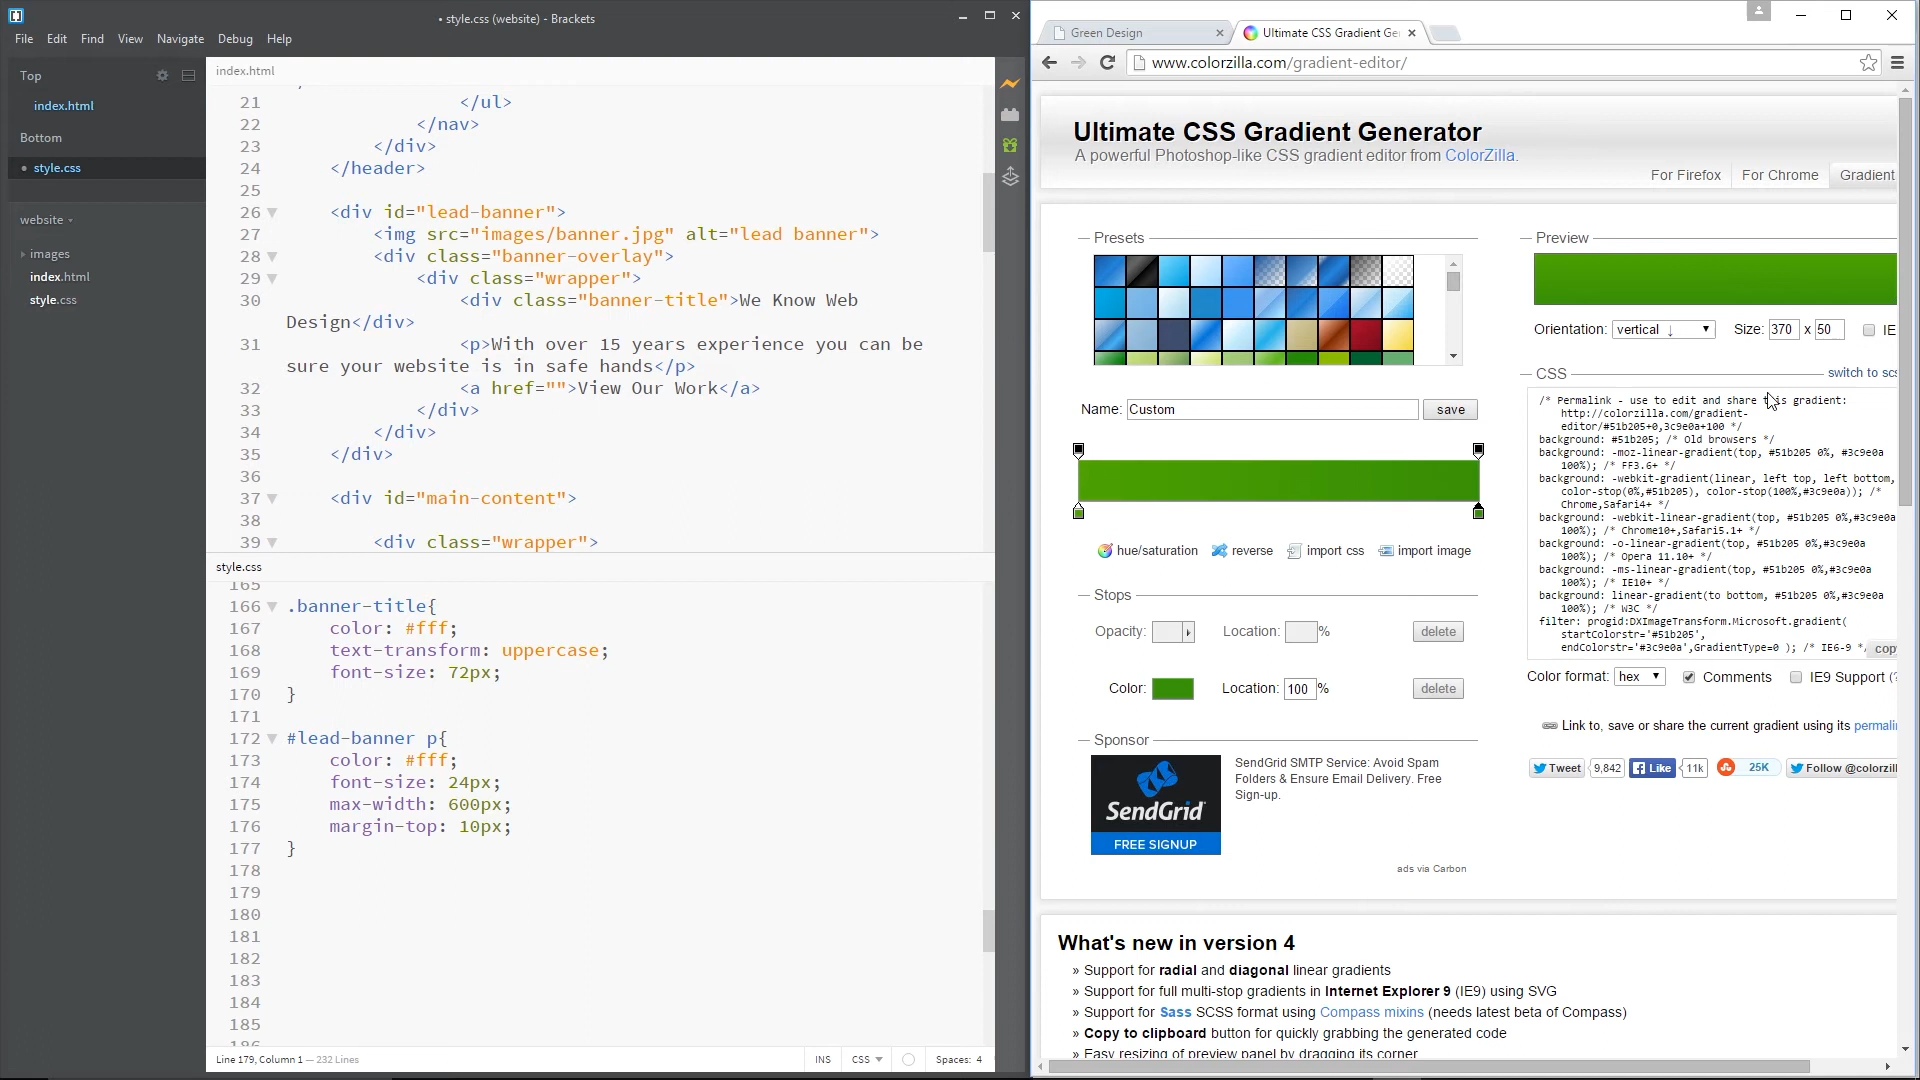 • style.css (website) - Brackets
File Edit Find View Navigate Debug Help
Top
index.html
Bottom
• style.css
website
images
index.html
style.css
index.html
21 </ul>
22 </nav>
23 </div>
24 </header>
25
26 <div id="lead-banner">
27 <img src="images/banner.jpg" alt="lead banner">
28 <div class="banner-overlay">
29 <div class="wrapper">
30 <div class="banner-title">We Know Web
Design</div>
31 <p>With over 15 years experience you can be
sure your website is in safe hands</p>
32 <a href="">View Our Work</a>
33 </div>
34 </div>
35 </div>
36
37 <div id="main-content">
38
39 <div class="wrapper">
style.css
165
166 .banner-title{
167 color: #fff;
168 text-transform: uppercase;
169 font-size: 72px;
170 }
171
172 #lead-banner p{
173 color: #fff;
174 font-size: 24px;
175 max-width: 600px;
176 margin-top: 10px;
177 }
178
179
180
181
182
183
184
185
186
Line 179, Column 1 — 232 Lines
INS CSS Spaces: 4
Green Design
Ultimate CSS Gradient Ge
www.colorzilla.com/gradient-editor/
Ultimate CSS Gradient Generator
A powerful Photoshop-like CSS gradient editor from ColorZilla.
For Firefox For Chrome Gradient
Presets
Name: Custom save
hue/saturation reverse import css import image
Stops
Opacity: Location: % delete
Color: Location: 100 % delete
Sponsor
SendGrid
FREE SIGNUP
SendGrid SMTP Service: Avoid Spam
Folders & Ensure Email Delivery. Free
Sign-up.
ads via Carbon
Preview
Orientation: vertical ↓ Size: 370 x 50 IE
CSS switch to scs
/* Permalink - use to edit and share this gradient:
http://colorzilla.com/gradient-
editor/#51b205+0,3c9e0a+100 */
background: #51b205; /* Old browsers */
background: -moz-linear-gradient(top, #51b205 0%, #3c9e0a
100%); /* FF3.6+ */
background: -webkit-gradient(linear, left top, left bottom,
color-stop(0%,#51b205), color-stop(100%,#3c9e0a)); /*
Chrome,Safari4+ */
background: -webkit-linear-gradient(top, #51b205 0%,#3c9e0a
100%); /* Chrome10+,Safari5.1+ */
background: -o-linear-gradient(top, #51b205 0%,#3c9e0a
100%); /* Opera 11.10+ */
background: -ms-linear-gradient(top, #51b205 0%,#3c9e0a
100%); /* IE10+ */
background: linear-gradient(to bottom, #51b205 0%,#3c9e0a
100%); /* W3C */
filter: progid:DXImageTransform.Microsoft.gradient(
startColorstr='#51b205',
endColorstr='#3c9e0a',GradientType=0 ); /* IE6-9 */
cop
Color format: hex Comments IE9 Support (?
Link to, save or share the current gradient using its permali
Tweet 9,842 Like 11k 25K Follow @colorzil
What's new in version 4
» Support for radial and diagonal linear gradients
» Support for full multi-stop gradients in Internet Explorer 9 (IE9) using SVG
» Support for Sass SCSS format using Compass mixins (needs latest beta of Compass)
» Copy to clipboard button for quickly grabbing the generated code
» Easy resizing of preview panel by dragging its corner